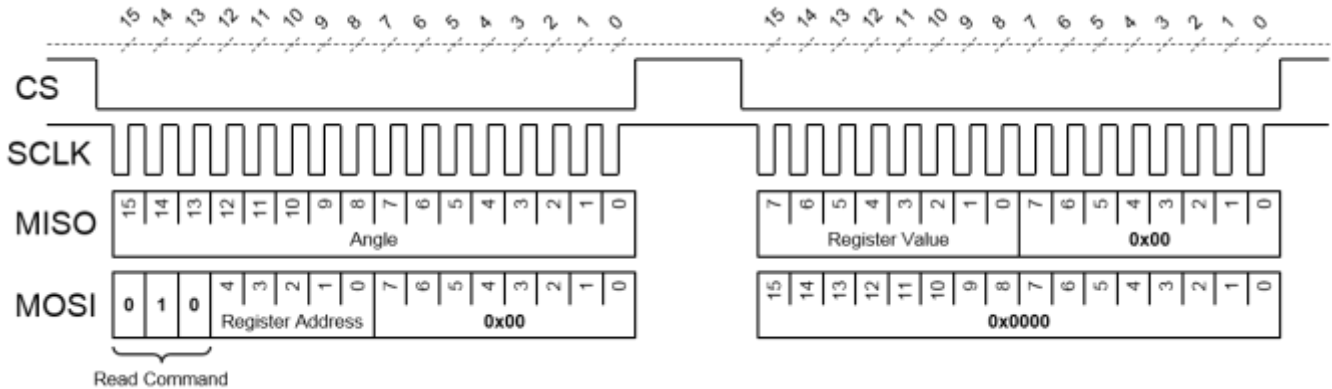 15 14 13 12 11 10 9 8 7 6 5 4 3 2 1 0 15 14 13 12 11 10 9 8 7 6 5 4 3 2 1 0
CS
SCLK
MISO 15 14 13 12 11 10 9 8 7 6 5 4 3 2 1 0 7 6 5 4 3 2 1 0 7 6 5 4 3 2 1 0
Angle Register Value 0x00
MOSI 0 1 0 4 3 2 1 0 7 6 5 4 3 2 1 0 15 14 13 12 11 10 9 8 7 6 5 4 3 2 1 0
Register Address 0x00 0x0000
Read Command